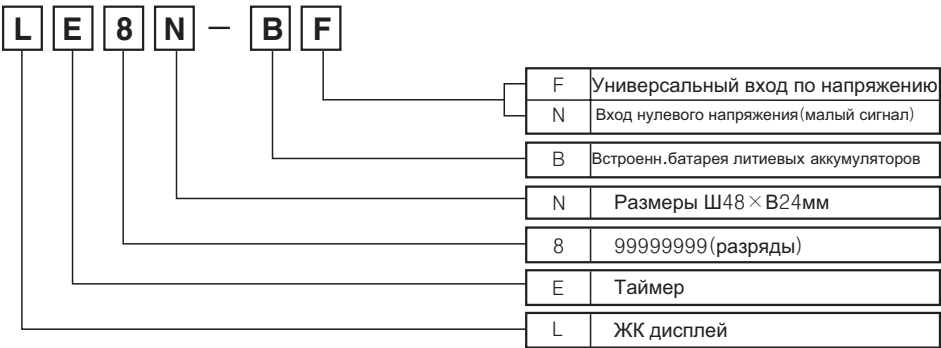 L E 8 N – B F
F Универсальный вход по напряжению
N Вход нулевого напряжения(малый сигнал)
B Встроенн.батарея литиевых аккумуляторов
N Размеры Ш48×В24мм
8 99999999(разряды)
E Таймер
L ЖК дисплей